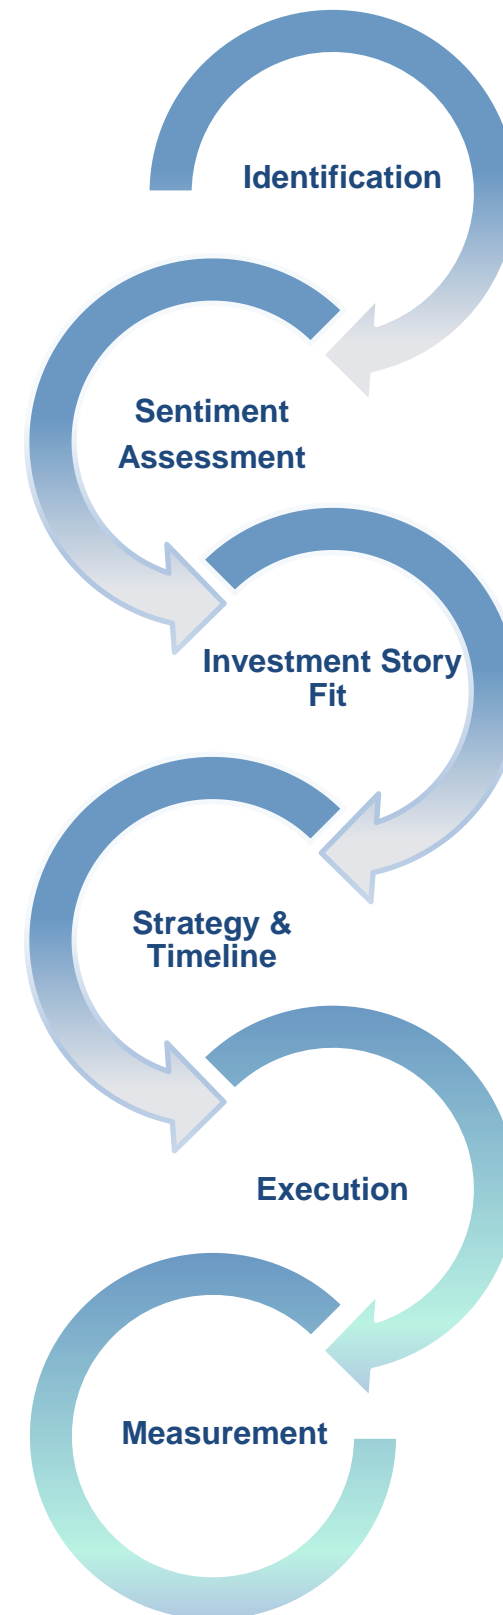 Identification
Sentiment
Assessment
Investment Story
Fit
Strategy &
Timeline
Execution
Measurement